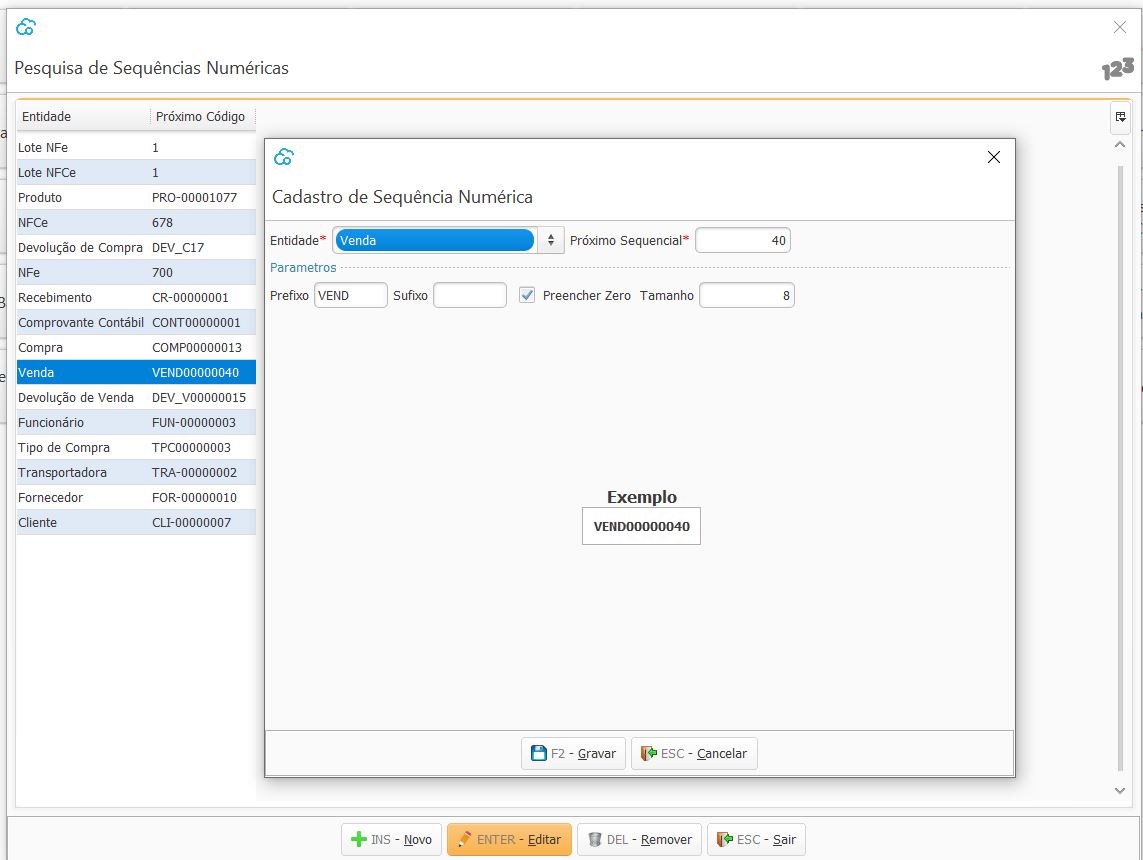 Pesquisa de Sequências Numéricas
123
Entidade Próximo Código
Lote NFe 1
Lote NFCe 1
Produto PRO-00001077
NFCe 678
Devolução de Compra DEV_C17
NFe 700
Recebimento CR-00000001
Comprovante Contábil CONT00000001
Compra COMP00000013
Venda VEND00000040
Devolução de Venda DEV_V00000015
Funcionário FUN-00000003
Tipo de Compra TPC00000003
Transportadora TRA-00000002
Fornecedor FOR-00000010
Cliente CLI-00000007
Cadastro de Sequência Numérica
Entidade* Venda Próximo Sequencial* 40
Parametros
Prefixo VEND Sufixo Preencher Zero Tamanho 8
Exemplo
VEND00000040
F2 - Gravar ESC - Cancelar
INS - Novo ENTER - Editar DEL - Remover ESC - Sair